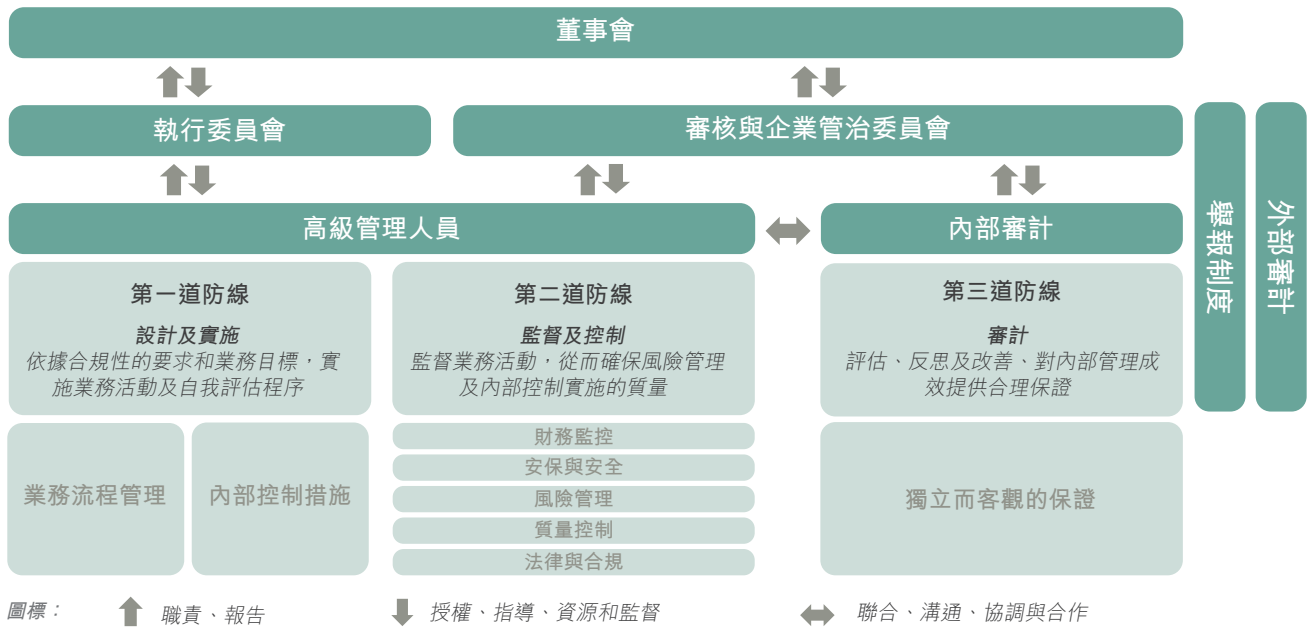 董事會
執行委員會
審核與企業管治委員會
高級管理人員
內部審計
舉報制度
外部審計
第一道防線
設計及實施
依據合規性的要求和業務目標，實
施業務活動及自我評估程序
第二道防線
監督及控制
監督業務活動，從而確保風險管理
及內部控制實施的質量
第三道防線
審計
評估、反思及改善、對內部管理成
效提供合理保證
業務流程管理
內部控制措施
財務監控
安保與安全
風險管理
質量控制
法律與合規
獨立而客觀的保證
圖標： 職責、報告 授權、指導、資源和監督 聯合、溝通、協調與合作